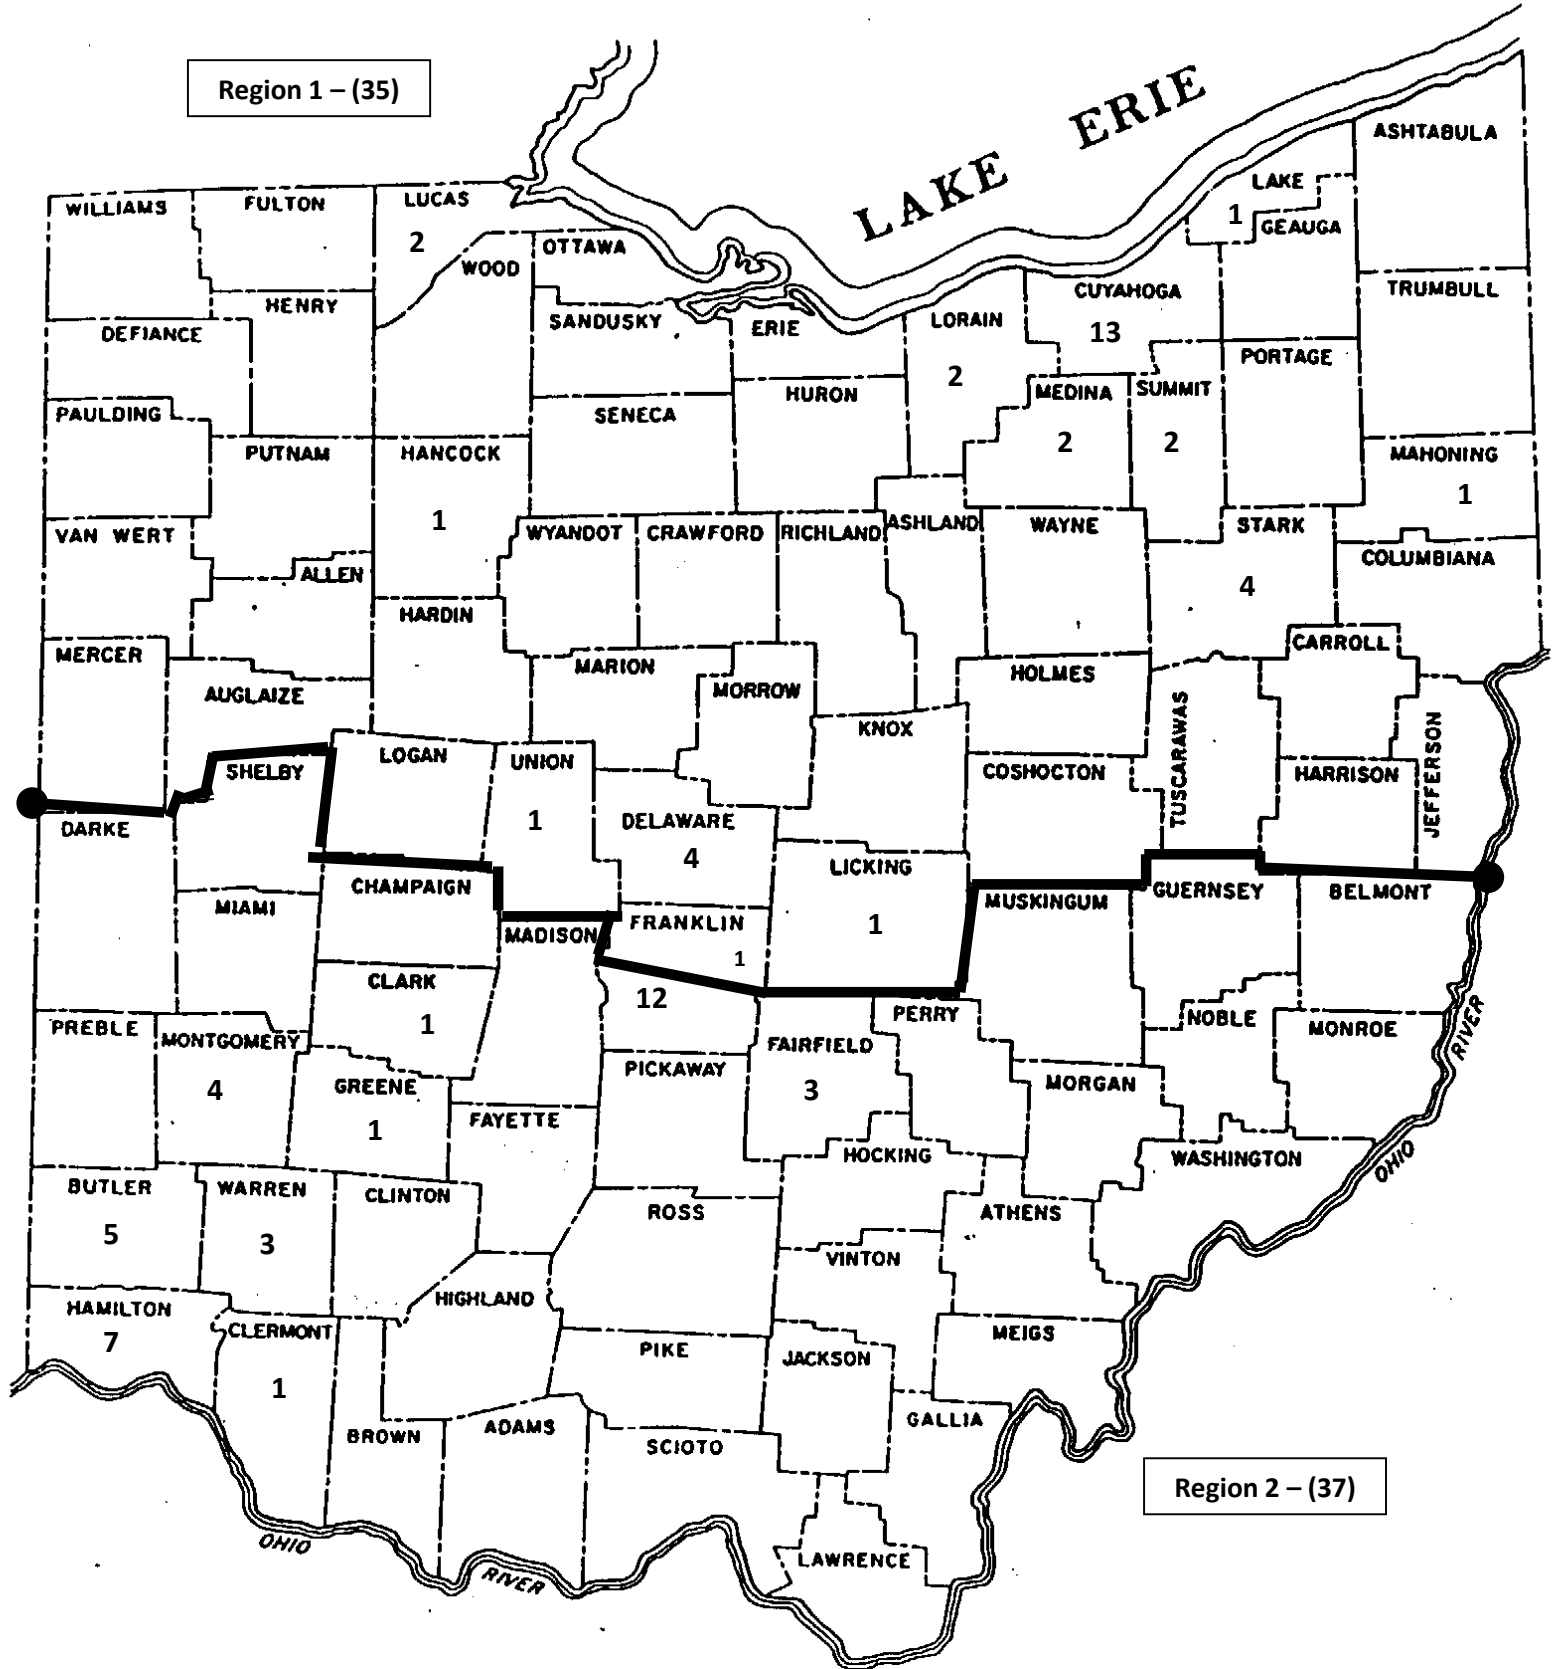 Region 1 – (35)
LAKE ERIE
ASHTABULA
LAKE
1
GEAUGA
WILLIAMS
FULTON
LUCAS
2
WOOD
OTTAWA
CUYAHOGA
13
TRUMBULL
HENRY
DEFIANCE
SANDUSKY
ERIE
LORAIN
2
PORTAGE
PAULDING
SENECA
HURON
MEDINA
2
SUMMIT
2
PUTNAM
HANCOCK
1
MAHONING
1
VAN WERT
WYANDOT
CRAWFORD
RICHLAND
ASHLAND
WAYNE
STARK
4
COLUMBIANA
ALLEN
HARDIN
MERCER
AUGLAIZE
MARION
MORROW
HOLMES
CARROLL
TUSCARAWAS
JEFFERSON
KNOX
SHELBY
LOGAN
UNION
1
COSHOCTON
HARRISON
DARKE
DELAWARE
4
LICKING
1
CHAMPAIGN
MUSKINGUM
GUERNSEY
BELMONT
MIAMI
MADISON
FRANKLIN
1
12
CLARK
1
PERRY
NOBLE
MONROE
PREBLE
MONTGOMERY
4
FAIRFIELD
3
GREENE
1
PICKAWAY
MORGAN
FAYETTE
HOCKING
WASHINGTON
RIVER
OHIO
BUTLER
5
WARREN
3
CLINTON
ROSS
ATHENS
VINTON
HIGHLAND
HAMILTON
7
CLERMONT
1
PIKE
JACKSON
MEIGS
GALLIA
BROWN
ADAMS
SCIOTO
Region 2 – (37)
LAWRENCE
OHIO
RIVER